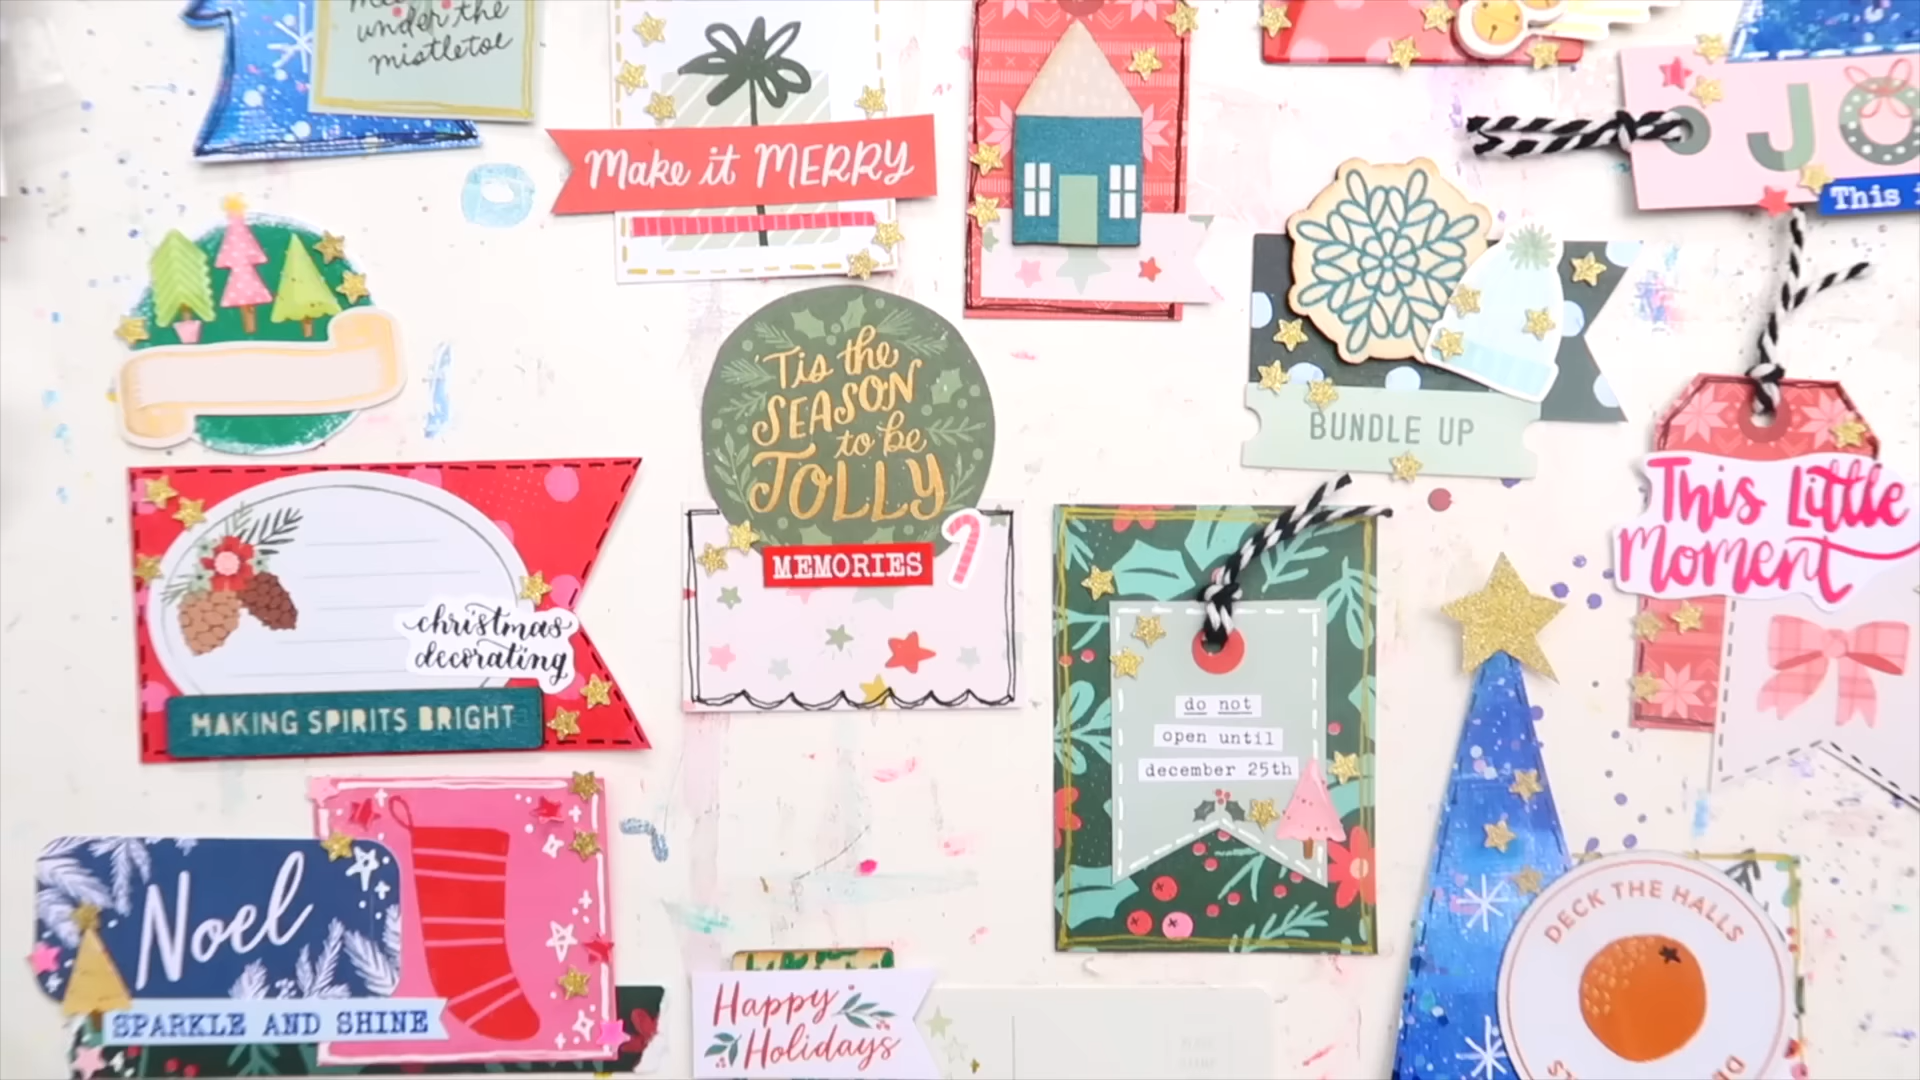 under the
mistletoe
Make it MERRY
JO
This i
'Tis the
SEASON
to be
JOLLY
MEMORIES
BUNDLE UP
This Little
Moment
christmas
decorating
MAKING SPIRITS BRIGHT
do not
open until
december 25th
Noel
SPARKLE AND SHINE
Happy
Holidays
DECK THE HALLS